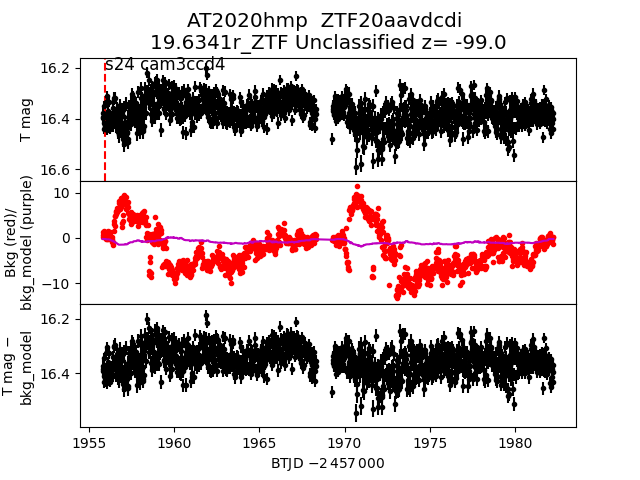 AT2020hmp  ZTF20aavdcdi
19.6341r_ZTF Unclassified z= -99.0
s24 cam3ccd4
16.2
16.4
16.6
T mag
10
0
−10
Bkg (red)/
bkg_model (purple)
16.2
16.4
T mag −
bkg_model
1955
1960
1965
1970
1975
1980
BTJD −2 457 000